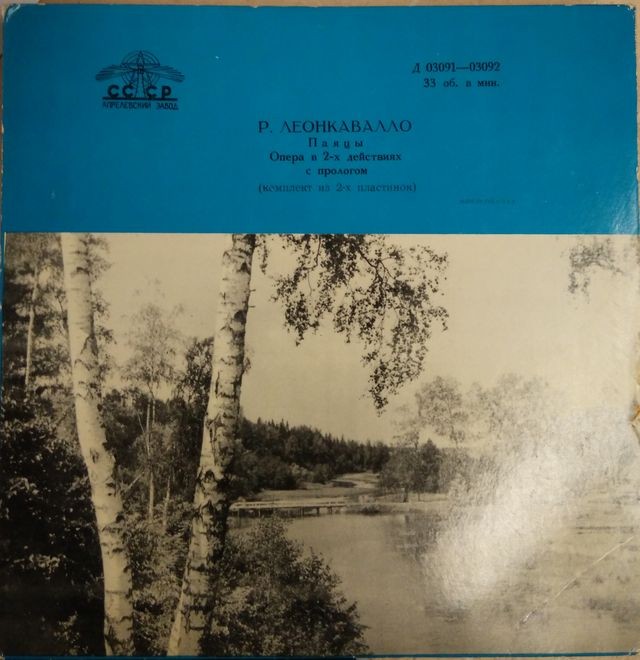 СССР
АПРЕЛЕВСКИЙ ЗАВОД
Д 03091—03092
33 об. в мин.
Р. ЛЕОНКАВАЛЛО
Паяцы
Опера в 2-х действиях
с прологом
(комплект из 2-х пластинок)